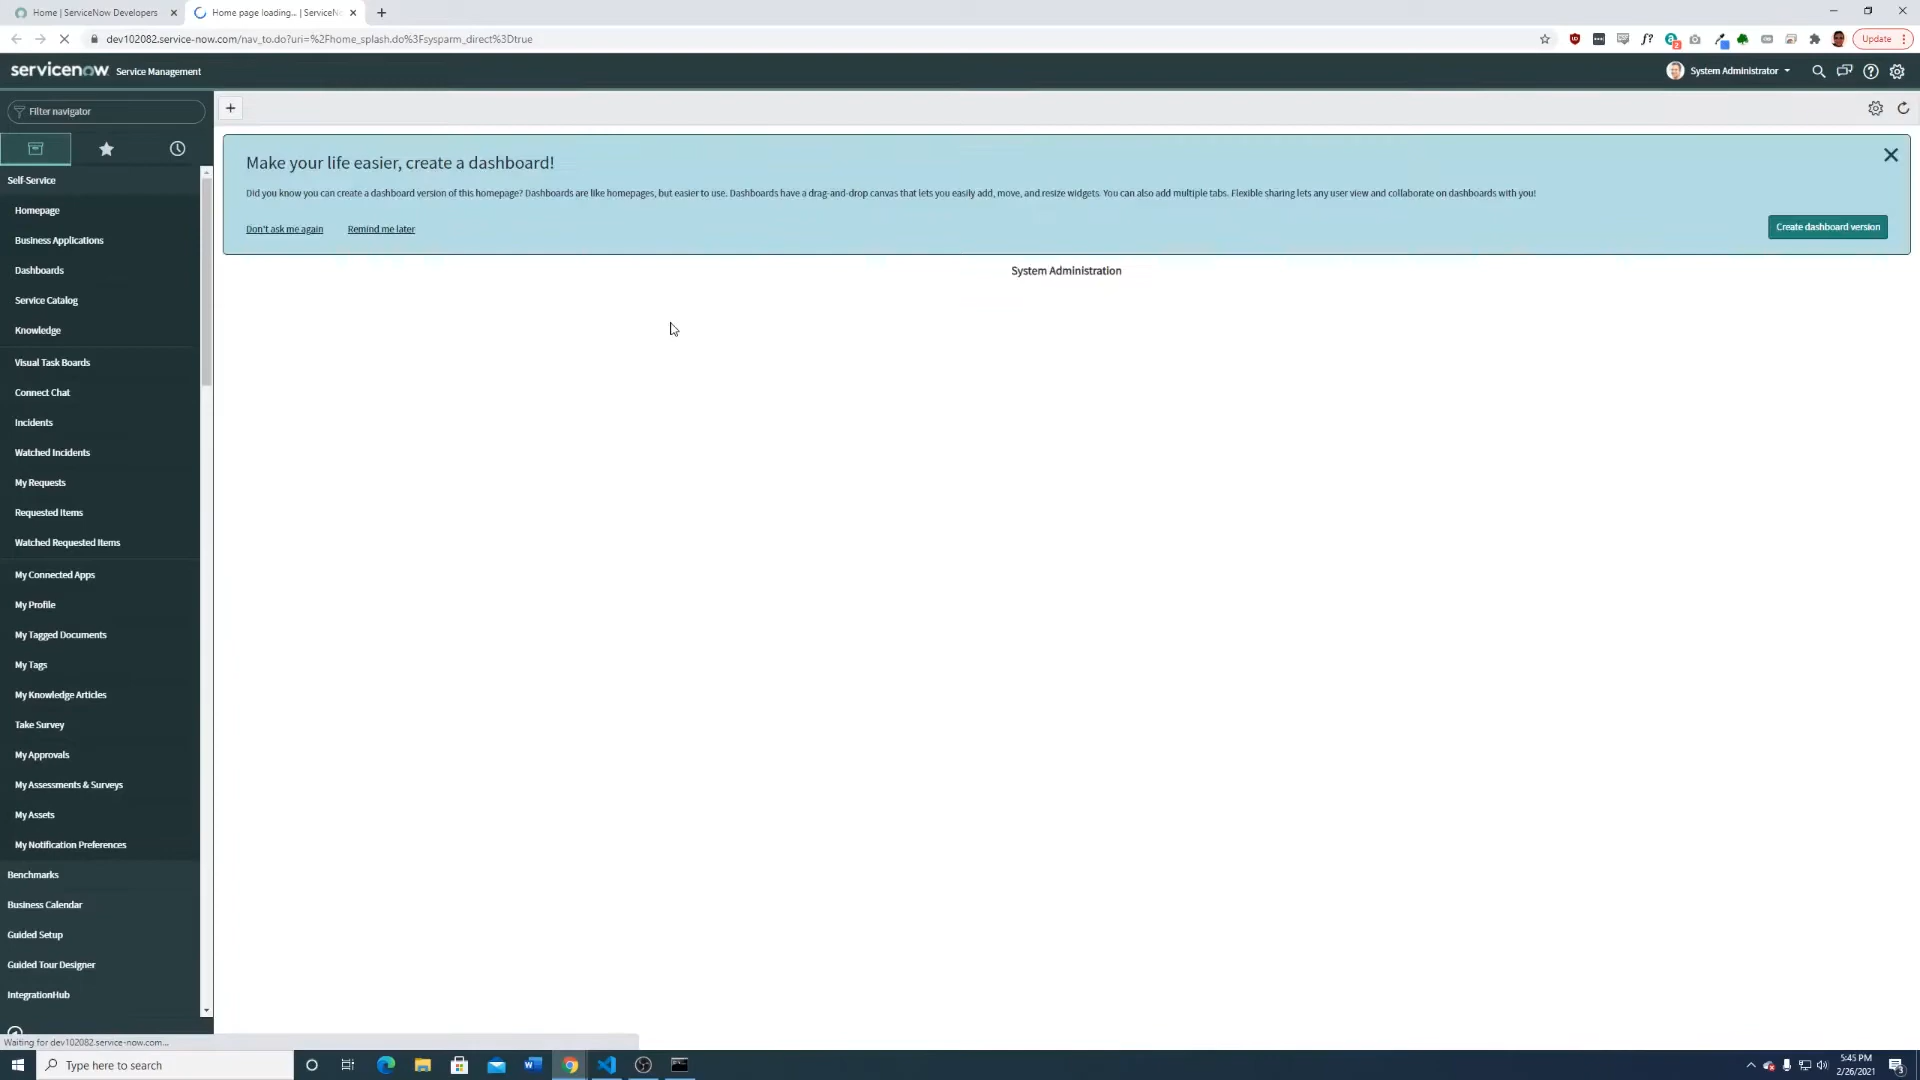 Home | ServiceNow Developers
Home page loading... | ServiceN
dev102082.service-now.com/nav_to.do?uri=%2Fhome_splash.do%3Fsysparm_direct%3Dtrue
f?
2
Update
servicenow Service Management
System Administrator
Filter navigator
Make your life easier, create a dashboard!
Did you know you can create a dashboard version of this homepage? Dashboards are like homepages, but easier to use. Dashboards have a drag-and-drop canvas that lets you easily add, move, and resize widgets. You can also add multiple tabs. Flexible sharing lets any user view and collaborate on dashboards with you!
Don't ask me again
Remind me later
Create dashboard version
System Administration
Self-Service
Homepage
Business Applications
Dashboards
Service Catalog
Knowledge
Visual Task Boards
Connect Chat
Incidents
Watched Incidents
My Requests
Requested Items
Watched Requested Items
My Connected Apps
My Profile
My Tagged Documents
My Tags
My Knowledge Articles
Take Survey
My Approvals
My Assessments & Surveys
My Assets
My Notification Preferences
Benchmarks
Business Calendar
Guided Setup
Guided Tour Designer
IntegrationHub
Waiting for dev102082.service-now.com...
Type here to search
5:45 PM
2/26/2021
3